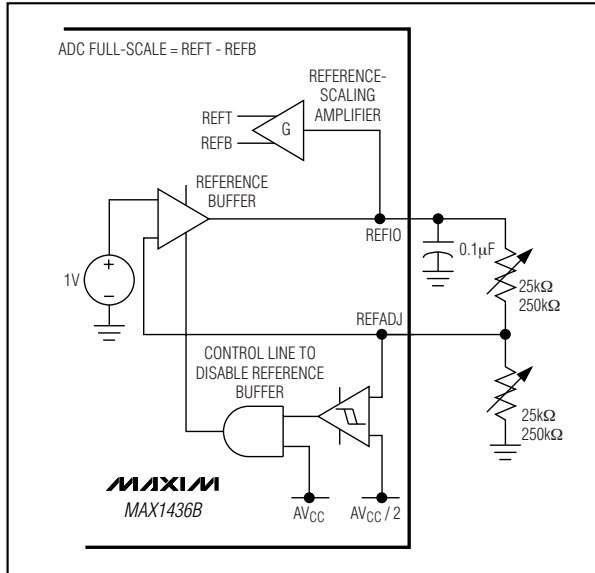 ADC FULL-SCALE = REFT - REFB
REFERENCE-
SCALING
AMPLIFIER
REFT
REFB
G
REFERENCE
BUFFER
REFIO
0.1µF
1V
+
−
25kΩ
250kΩ
REFADJ
CONTROL LINE TO
DISABLE REFERENCE
BUFFER
25kΩ
250kΩ
MAXIM
MAX1436B
AVCC
AVCC / 2